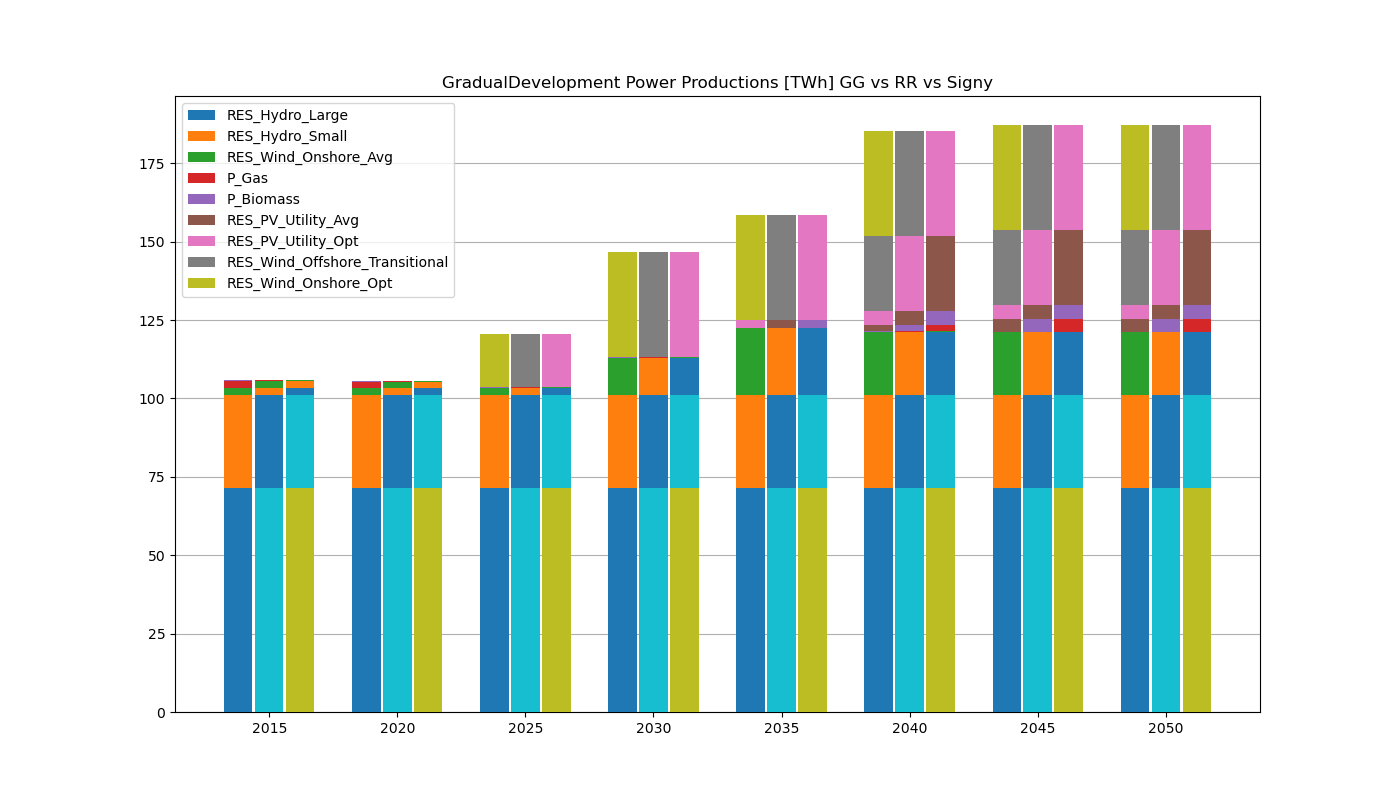 GradualDevelopment Power Productions [TWh] GG vs RR vs Signy
RES_Hydro_Large
RES_Hydro_Small
RES_Wind_Onshore_Avg
P_Gas
P_Biomass
RES_PV_Utility_Avg
RES_PV_Utility_Opt
RES_Wind_Offshore_Transitional
RES_Wind_Onshore_Opt
175
150
125
100
75
50
25
0
2015 2020 2025 2030 2035 2040 2045 2050